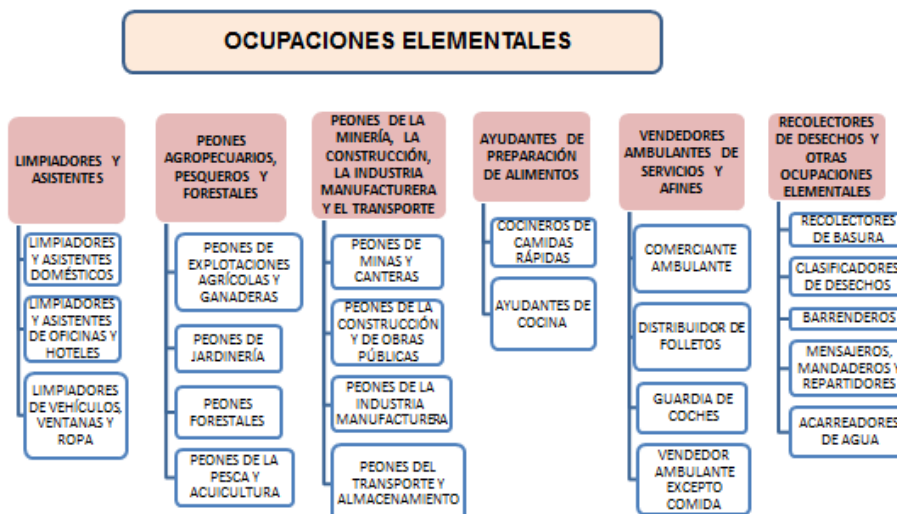 OCUPACIONES ELEMENTALES
LIMPIADORES Y
ASISTENTES
LIMPIADORES
Y ASISTENTES
DOMÉSTICOS
LIMPIADORES
Y ASISTENTES
DE OFICINAS Y
HOTELES
LIMPIADORES
DE VEHÍCULOS,
VENTANAS Y
ROPA
PEONES
AGROPECUARIOS,
PESQUEROS Y
FORESTALES
PEONES DE
EXPLOTACIONES
AGRÍCOLAS Y
GANADERAS
PEONES DE
JARDINERÍA
PEONES
FORESTALES
PEONES DE LA
PESCA Y
ACUICULTURA
PEONES DE LA
MINERÍA, LA
CONSTRUCCIÓN,
LA INDUSTRIA
MANUFACTURERA
Y EL TRANSPORTE
PEONES DE
MINAS Y
CANTERAS
PEONES DE LA
CONSTRUCCIÓN
Y DE OBRAS
PÚBLICAS
PEONES DE LA
INDUSTRIA
MANUFACTURERA
PEONES DEL
TRANSPORTE Y
ALMACENAMIENTO
AYUDANTES DE
PREPARACIÓN
DE ALIMENTOS
COCINEROS DE
CAMIDAS
RÁPIDAS
AYUDANTES DE
COCINA
VENDEDORES
AMBULANTES DE
SERVICIOS Y
AFINES
COMERCIANTE
AMBULANTE
DISTRIBUIDOR DE
FOLLETOS
GUARDIA DE
COCHES
VENDEDOR
AMBULANTE
EXCEPTO
COMIDA
RECOLECTORES
DE DESECHOS Y
OTRAS
OCUPACIONES
ELEMENTALES
RECOLECTORES
DE BASURA
CLASIFICADORES
DE DESECHOS
BARRENDEROS
MENSAJEROS,
MANDADEROS Y
REPARTIDORES
ACARREADORES
DE AGUA